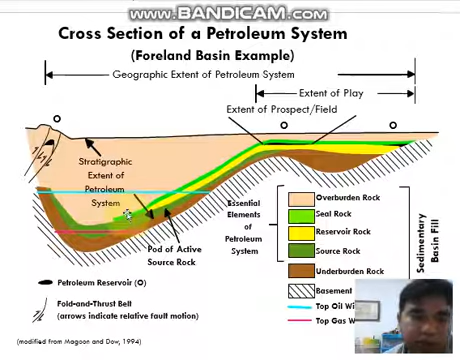 WWW.BANDICAM.COM
Cross Section of a Petroleum System
(Foreland Basin Example)
Geographic Extent of Petroleum System
Extent of Play
Extent of Prospect/Field
Stratigraphic
Extent of
Petroleum
System
Pod of Active
Source Rock
Essential
Elements
of
Petroleum
System
Overburden Rock
Seal Rock
Reservoir Rock
Source Rock
Underburden Rock
Basement
Top Oil
Top Gas
Sedimentary
Basin Fill
Petroleum Reservoir (O)
Fold-and-Thrust Belt
(arrows indicate relative fault motion)
(modified from Magoon and Dow, 1994)